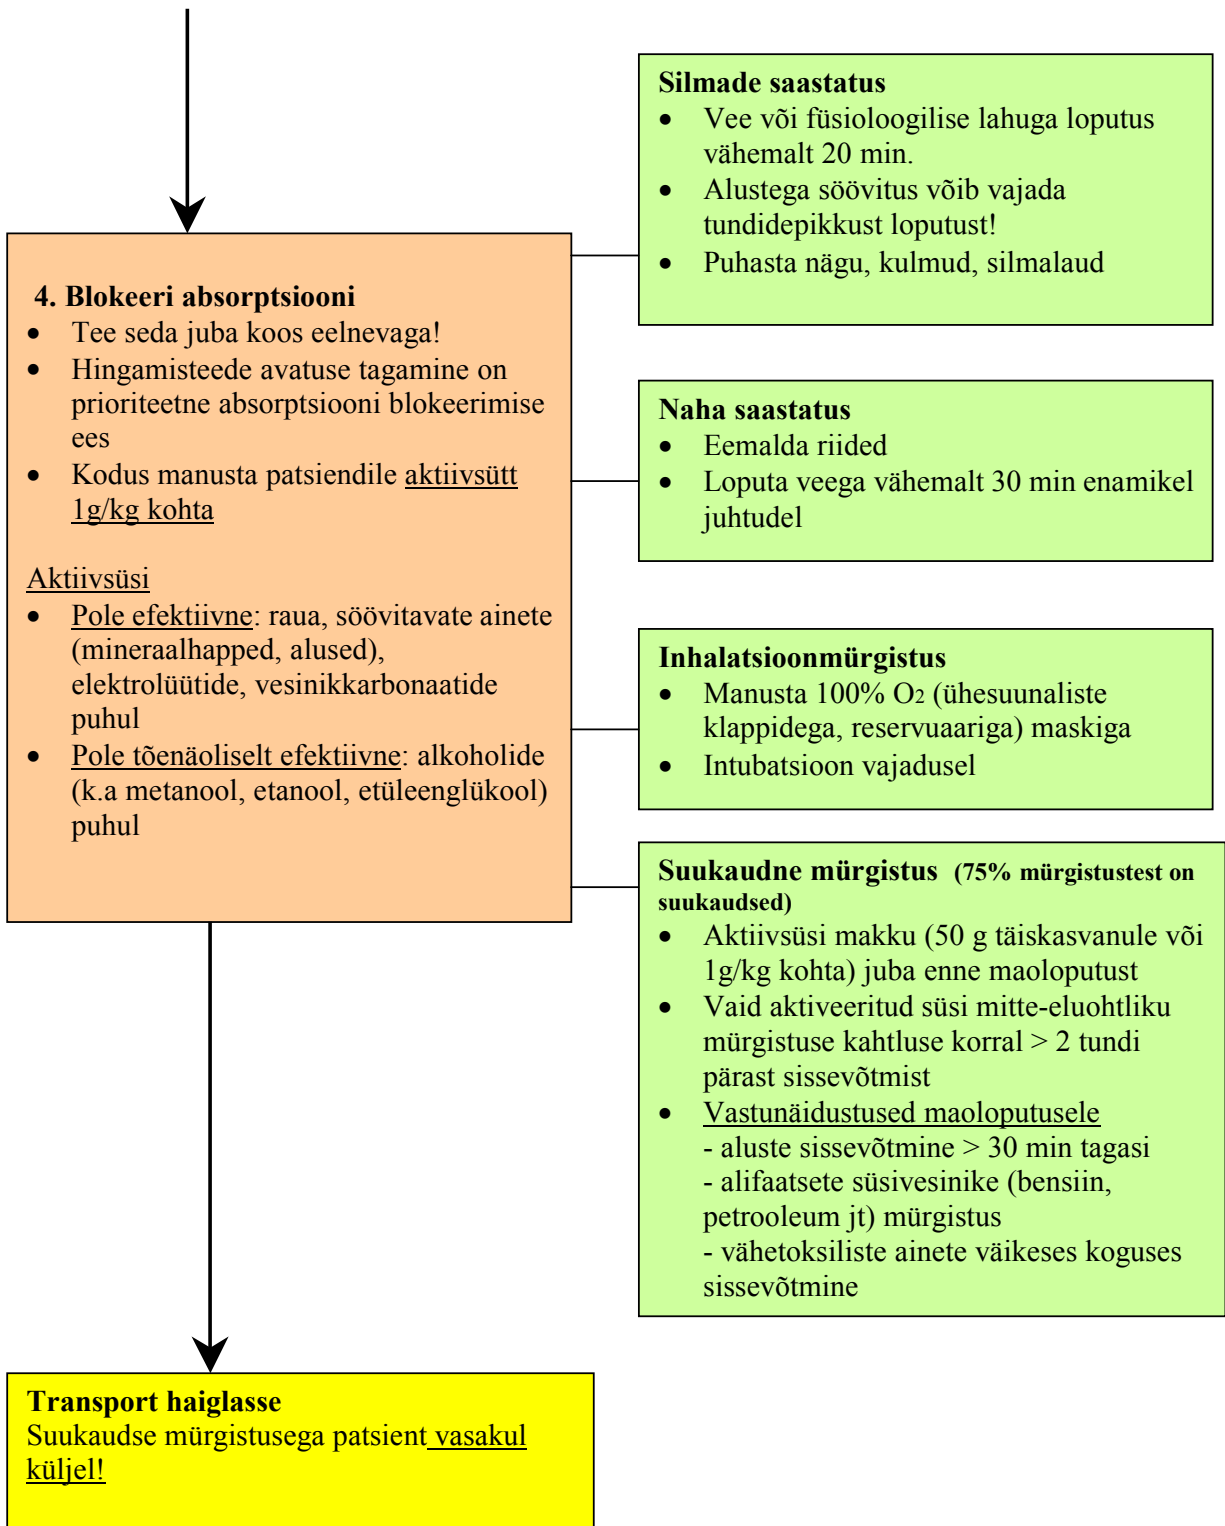 Silmade saastatus
• Vee või füsioloogilise lahuga loputus
vähemalt 20 min.
• Alustega söövitus võib vajada
tundidepikkust loputust!
• Puhasta nägu, kulmud, silmalaud
4. Blokeeri absorptsiooni
• Tee seda juba koos eelnevaga!
• Hingamisteede avatuse tagamine on
prioriteetne absorptsiooni blokeerimise
ees
• Kodus manusta patsiendile aktiivsütt
1g/kg kohta
Aktiivsüsi
• Pole efektiivne: raua, söövitavate ainete
(mineraalhapped, alused),
elektrolüütide, vesinikkarbonaatide
puhul
• Pole tõenäoliselt efektiivne: alkoholide
(k.a metanool, etanool, etüleenglükool)
puhul
Naha saastatus
• Eemalda riided
• Loputa veega vähemalt 30 min enamikel
juhtudel
Inhalatsioonmürgistus
• Manusta 100% O2 (ühesuunaliste
klappidega, reservuaariga) maskiga
• Intubatsioon vajadusel
Suukaudne mürgistus (75% mürgistustest on
suukaudsed)
• Aktiivsüsi makku (50 g täiskasvanule või
1g/kg kohta) juba enne maoloputust
• Vaid aktiveeritud süsi mitte-eluohtliku
mürgistuse kahtluse korral > 2 tundi
pärast sissevõtmist
• Vastunäidustused maoloputusele
- aluste sissevõtmine > 30 min tagasi
- alifaatsete süsivesinike (bensiin,
petrooleum jt) mürgistus
- vähetoksiliste ainete väikeses koguses
sissevõtmine
Transport haiglasse
Suukaudse mürgistusega patsient vasakul
küljel!